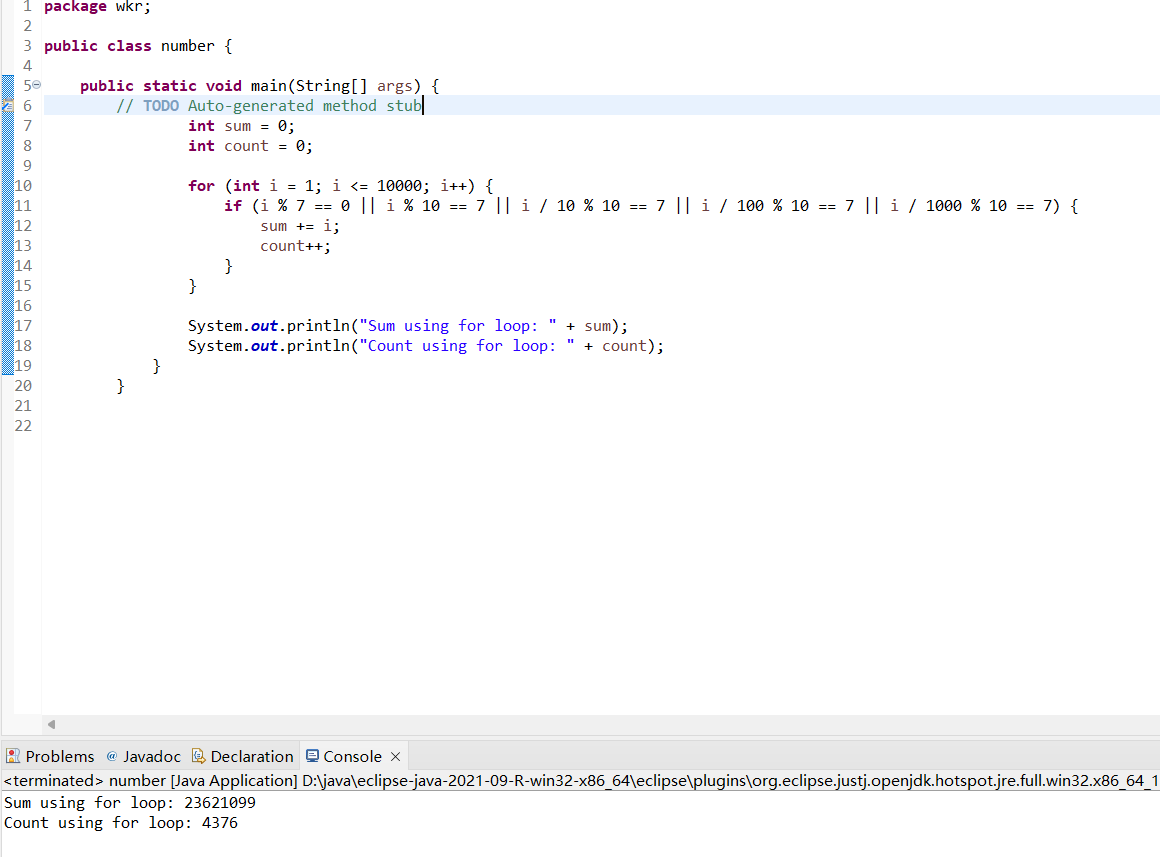 1 package wkr;
2
3 public class number {
4
5 public static void main(String[] args) {
6 // TODO Auto-generated method stub
7 int sum = 0;
8 int count = 0;
9
10 for (int i = 1; i <= 10000; i++) {
11 if (i % 7 == 0 || i % 10 == 7 || i / 10 % 10 == 7 || i / 100 % 10 == 7 || i / 1000 % 10 == 7) {
12 sum += i;
13 count++;
14 }
15 }
16
17 System.out.println("Sum using for loop: " + sum);
18 System.out.println("Count using for loop: " + count);
19 }
20 }
21
22
Problems @ Javadoc Declaration Console
<terminated> number [Java Application] D:\java\eclipse-java-2021-09-R-win32-x86_64\eclipse\plugins\org.eclipse.justj.openjdk.hotspot.jre.full.win32.x86_64_1
Sum using for loop: 23621099
Count using for loop: 4376